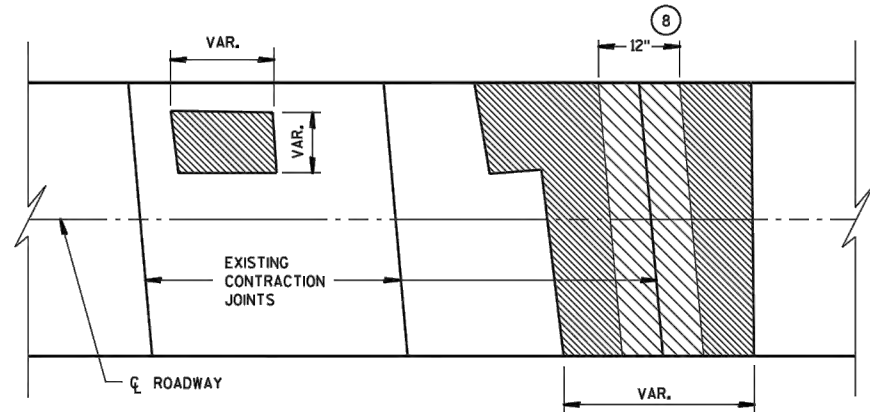 8
VAR.
12"
VAR.
EXISTING
CONTRACTION
JOINTS
℄ ROADWAY
VAR.